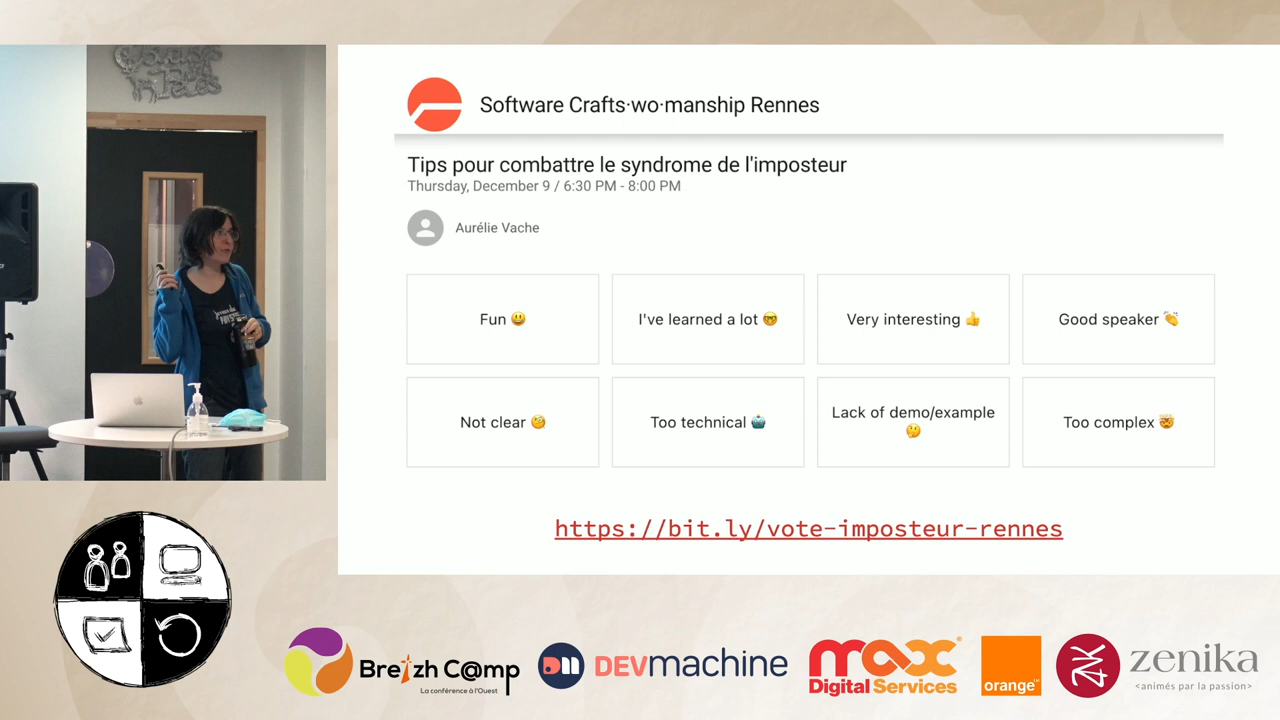 Software Crafts·wo·manship Rennes
Tips pour combattre le syndrome de l'imposteur
Thursday, December 9 / 6:30 PM - 8:00 PM
Aurélie Vache
Fun 😃
I've learned a lot 🤓
Very interesting 👍
Good speaker 👏
Not clear 🧐
Too technical 🤖
Lack of demo/example
🤔
Too complex 🤯
https://bit.ly/vote-imposteur-rennes
Breizh C@mp
La conférence à l'Ouest
DEVmachine
max
Digital Services
orange™
zenika
<animés par la passion>